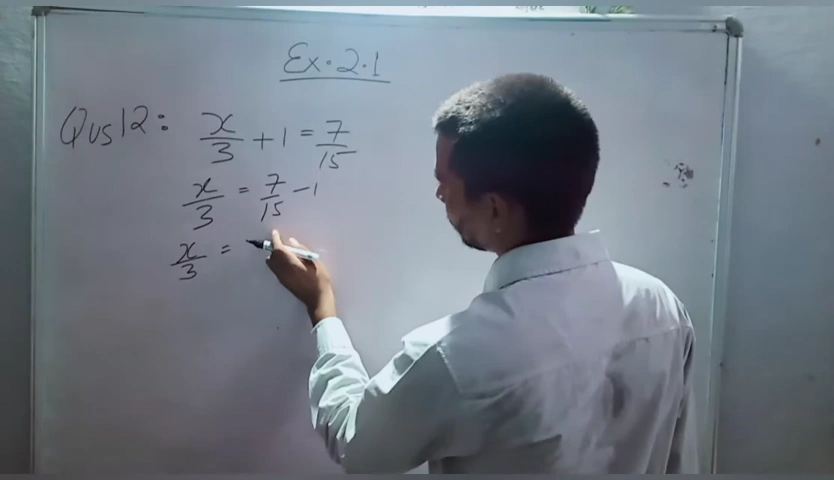 Ex. 2.1
Qus12: x/3 + 1 = 7/15
x/3 = 7/15 - 1
x/3 =